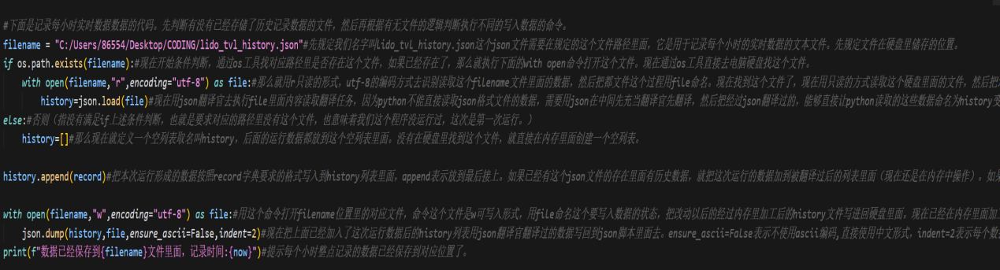 #下面是记录每小时实时数据数据的代码。先判断有没有已经存储了历史记录数据的文件，然后再根据有无文件的逻辑判断执行不同的写入数据的命令。
filename = "C:/Users/86554/Desktop/CODING/lido_tvl_history.json"#先规定我们名字叫lido_tvl_history.json这个json文件需要在规定的这个文件路径里面，它是用于记录每个小时的实时数据的文本文件。先规定文件在硬盘里储存的位置。
if os.path.exists(filename):#现在开始条件判断，通过os工具找对应路径里是否存在这个文件，如果已经存在了，那么就执行下面的with open命令打开这个文件。现在通过os工具直接去电脑硬盘找这个文件。
with open(filename,"r",encoding="utf-8") as file:#那么就用r只读的形式，utf-8的编码方式去识别读取这个filename文件里面的数据，然后把都文件这个过程用file命名。现在找到这个文件了，现在用只读的方式读取这个硬盘里面的文件，然后把
history=json.load(file)#现在用json翻译官去执行file里面内容读取翻译任务，因为python不能直接读取json格式文件的数据，需要用json在中间先充当翻译官先翻译，然后把经过json翻译过的，能够直接让python读取的这些数据命名为history变
else:#否则（指没有满足if上述条件判断，也就是要求对应的路径里没有这个文件，也意味着我们这个程序没运行过，这次是第一次运行。）
history=[]#那么现在就定义一个空列表取名叫history，后面的运行数据都放到这个空列表里面。没有在硬盘里找到这个文件，就直接在内存里面创建一个空列表。
history.append(record)#把本次运行形成的数据按照record字典要求的格式写入到history列表里面，append表示放到最后接上。如果已经有这个json文件的存在里面有历史数据，就把这次运行的数据加到被翻译过后的列表里面（现在还是在内存中操作）。如果
with open(filename,"w",encoding="utf-8") as file:#用这个命令打开filename位置里的对应文件，命令这个文件是w可写入形式，用file命名这个要写入数据的状态，把改动以后的经过内存里加工后的history文件写进回硬盘里面。现在已经在内存里面加工
json.dump(history,file,ensure_ascii=False,indent=2)#现在把上面已经加入了这次运行数据后的history列表用json翻译官翻译过的数据写回到json脚本里面去。ensure_ascii=False表示不使用ascii编码,直接使用中文形式，indent=2表示每个数据
print(f"数据已经保存到{filename}文件里面，记录时间:{now}")#提示每个小时整点记录的数据已经保存到对应位置了。